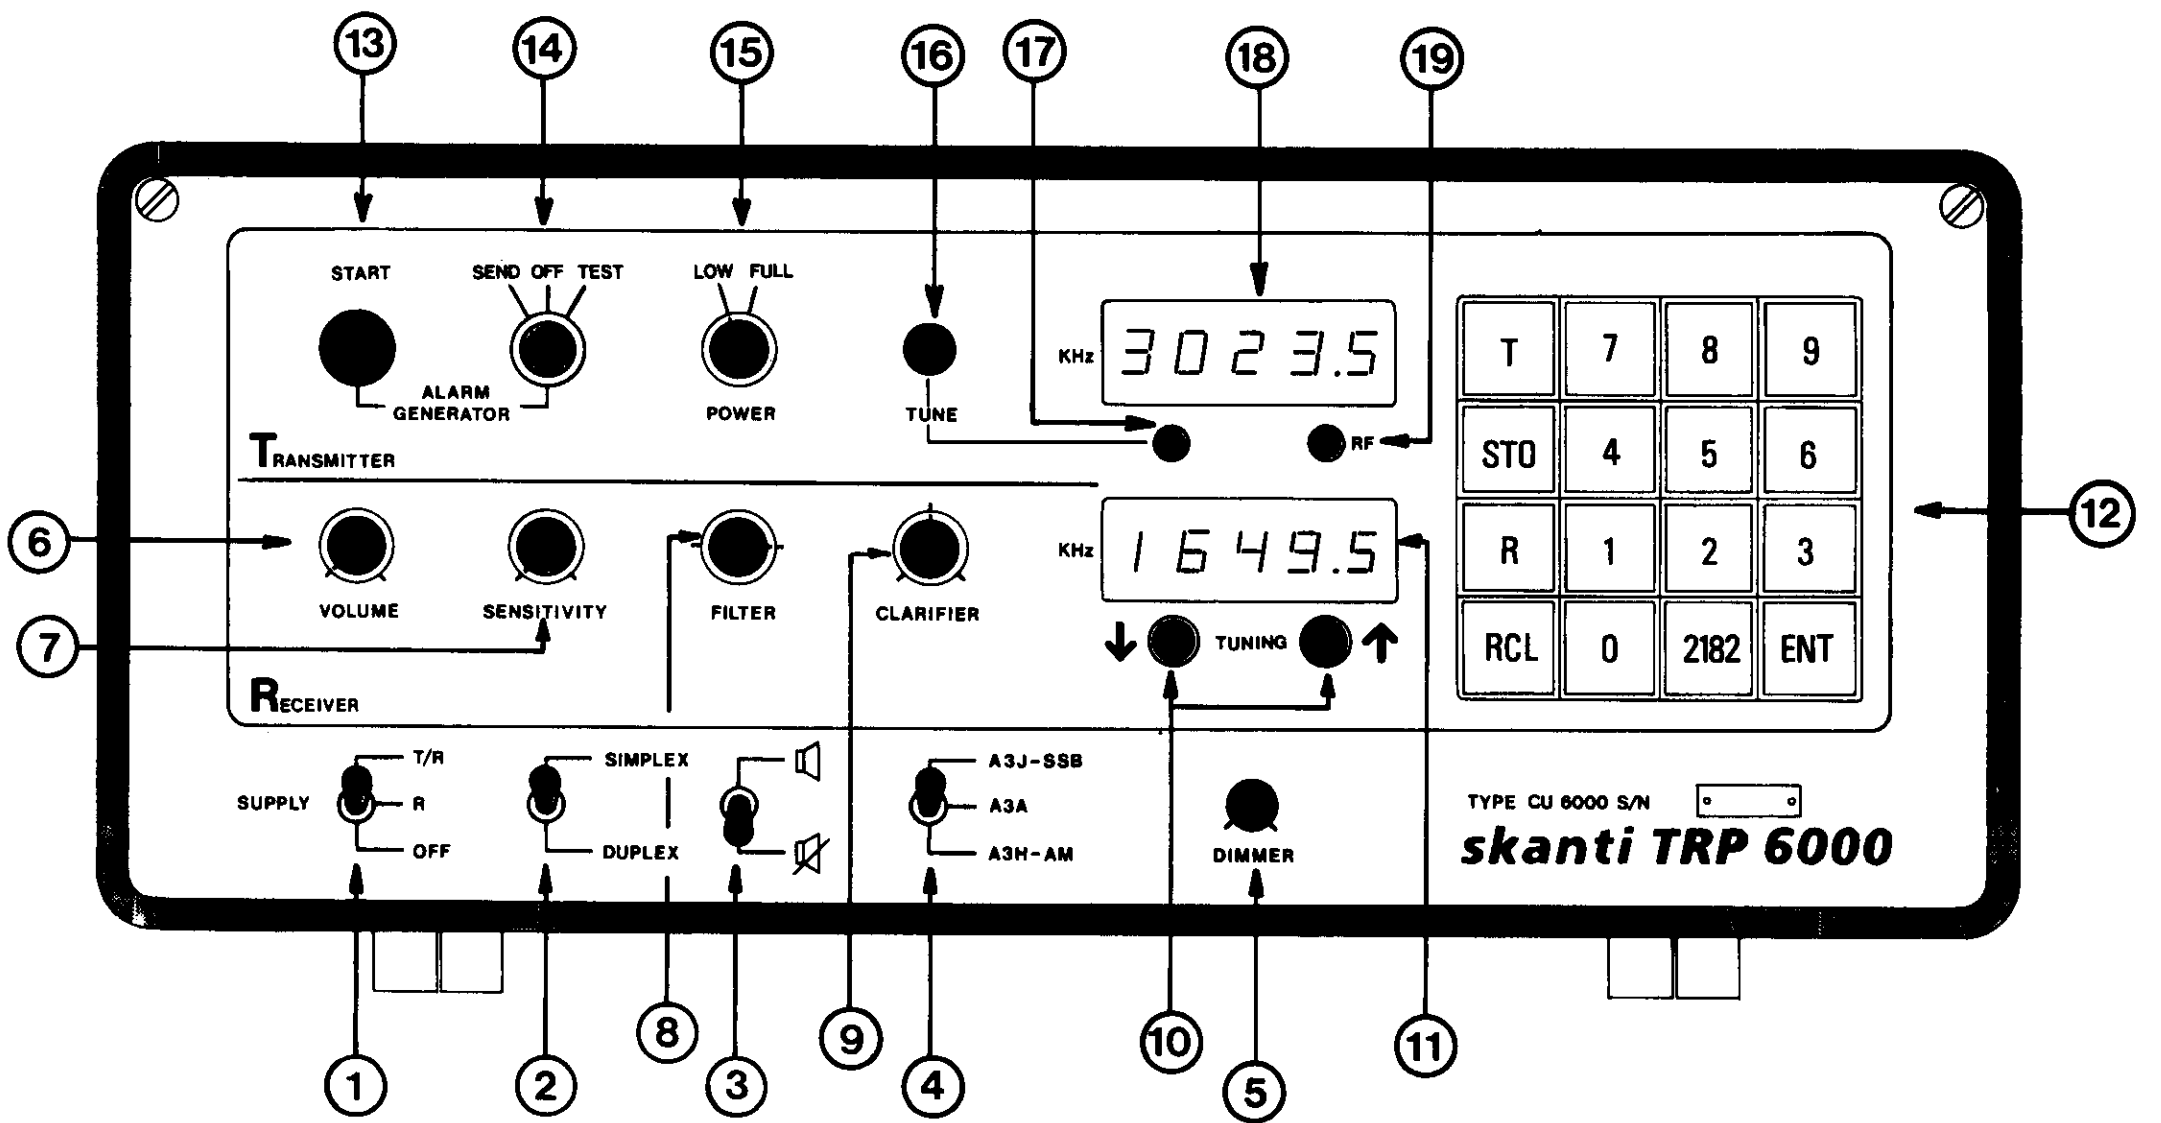 13 14 15 16 17 18 19
START
SEND OFF TEST
LOW FULL
KHz 3023.5
ALARM
GENERATOR
POWER
TUNE
RF
TRANSMITTER
T 7 8 9
STO 4 5 6
R 1 2 3
RCL 0 2182 ENT
12
6
7
KHz 1649.5
11
VOLUME
SENSITIVITY
FILTER
CLARIFIER
↓ TUNING ↑
RECEIVER
SUPPLY
T/R
R
OFF
SIMPLEX
DUPLEX
A3J-SSB
A3A
A3H-AM
DIMMER
TYPE CU 6000 S/N
skanti TRP 6000
8 9 10
1 2 3 4 5